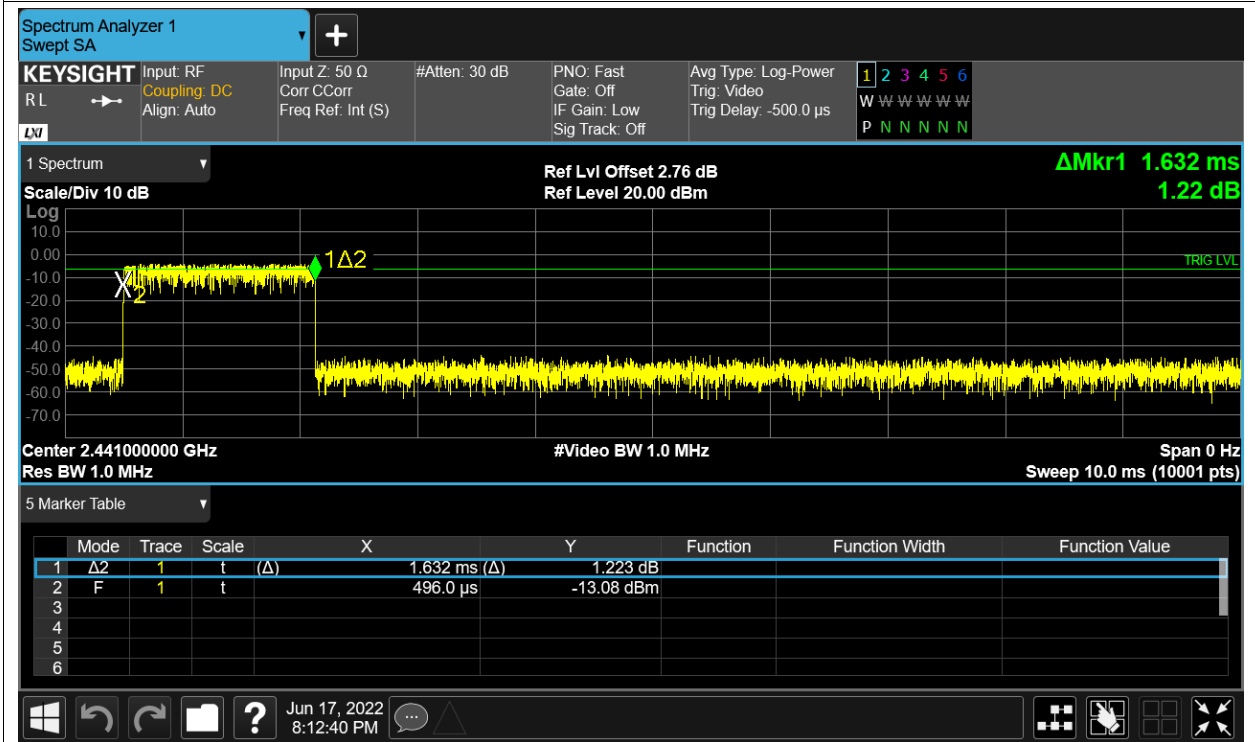 Spectrum Analyzer 1
Swept SA
KEYSIGHT
R L
LXI
Input: RF
Coupling: DC
Align: Auto
Input Z: 50 Ω
Corr CCorr
Freq Ref: Int (S)
#Atten: 30 dB
PNO: Fast
Gate: Off
IF Gain: Low
Sig Track: Off
Avg Type: Log-Power
Trig: Video
Trig Delay: -500.0 µs
1 2 3 4 5 6
W W W W W W
P N N N N N
1 Spectrum
Scale/Div 10 dB
Ref Lvl Offset 2.76 dB
Ref Level 20.00 dBm
ΔMkr1 1.632 ms
1.22 dB
Log
10.0
0.00
-10.0
-20.0
-30.0
-40.0
-50.0
-60.0
-70.0
1Δ2
2
TRIG LVL
Center 2.441000000 GHz
Res BW 1.0 MHz
#Video BW 1.0 MHz
Span 0 Hz
Sweep 10.0 ms (10001 pts)
5 Marker Table
Mode Trace Scale X Y Function Function Width Function Value
1 Δ2 1 t (Δ) 1.632 ms (Δ) 1.223 dB
2 F 1 t 496.0 µs -13.08 dBm
3
4
5
6
?
Jun 17, 2022
8:12:40 PM